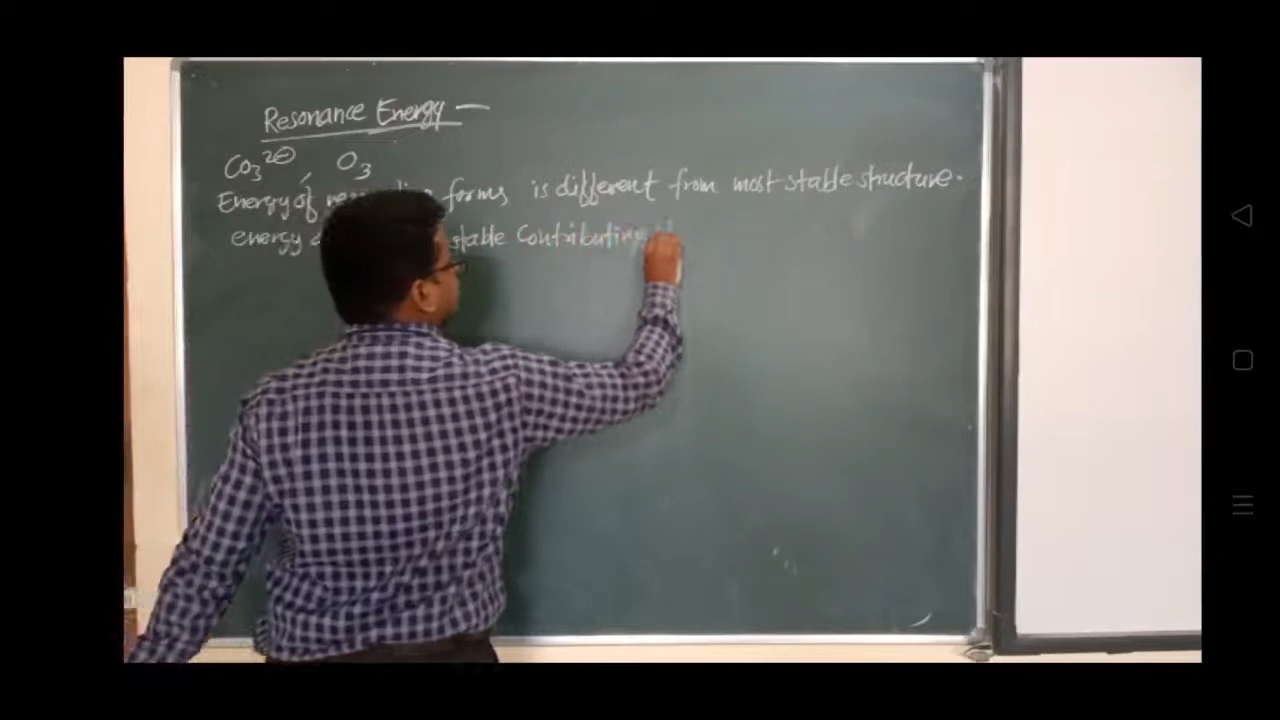 Resonance Energy —
CO3 2⊖, O3
Energy of forms is different from most stable structure.
energy stable Contributing